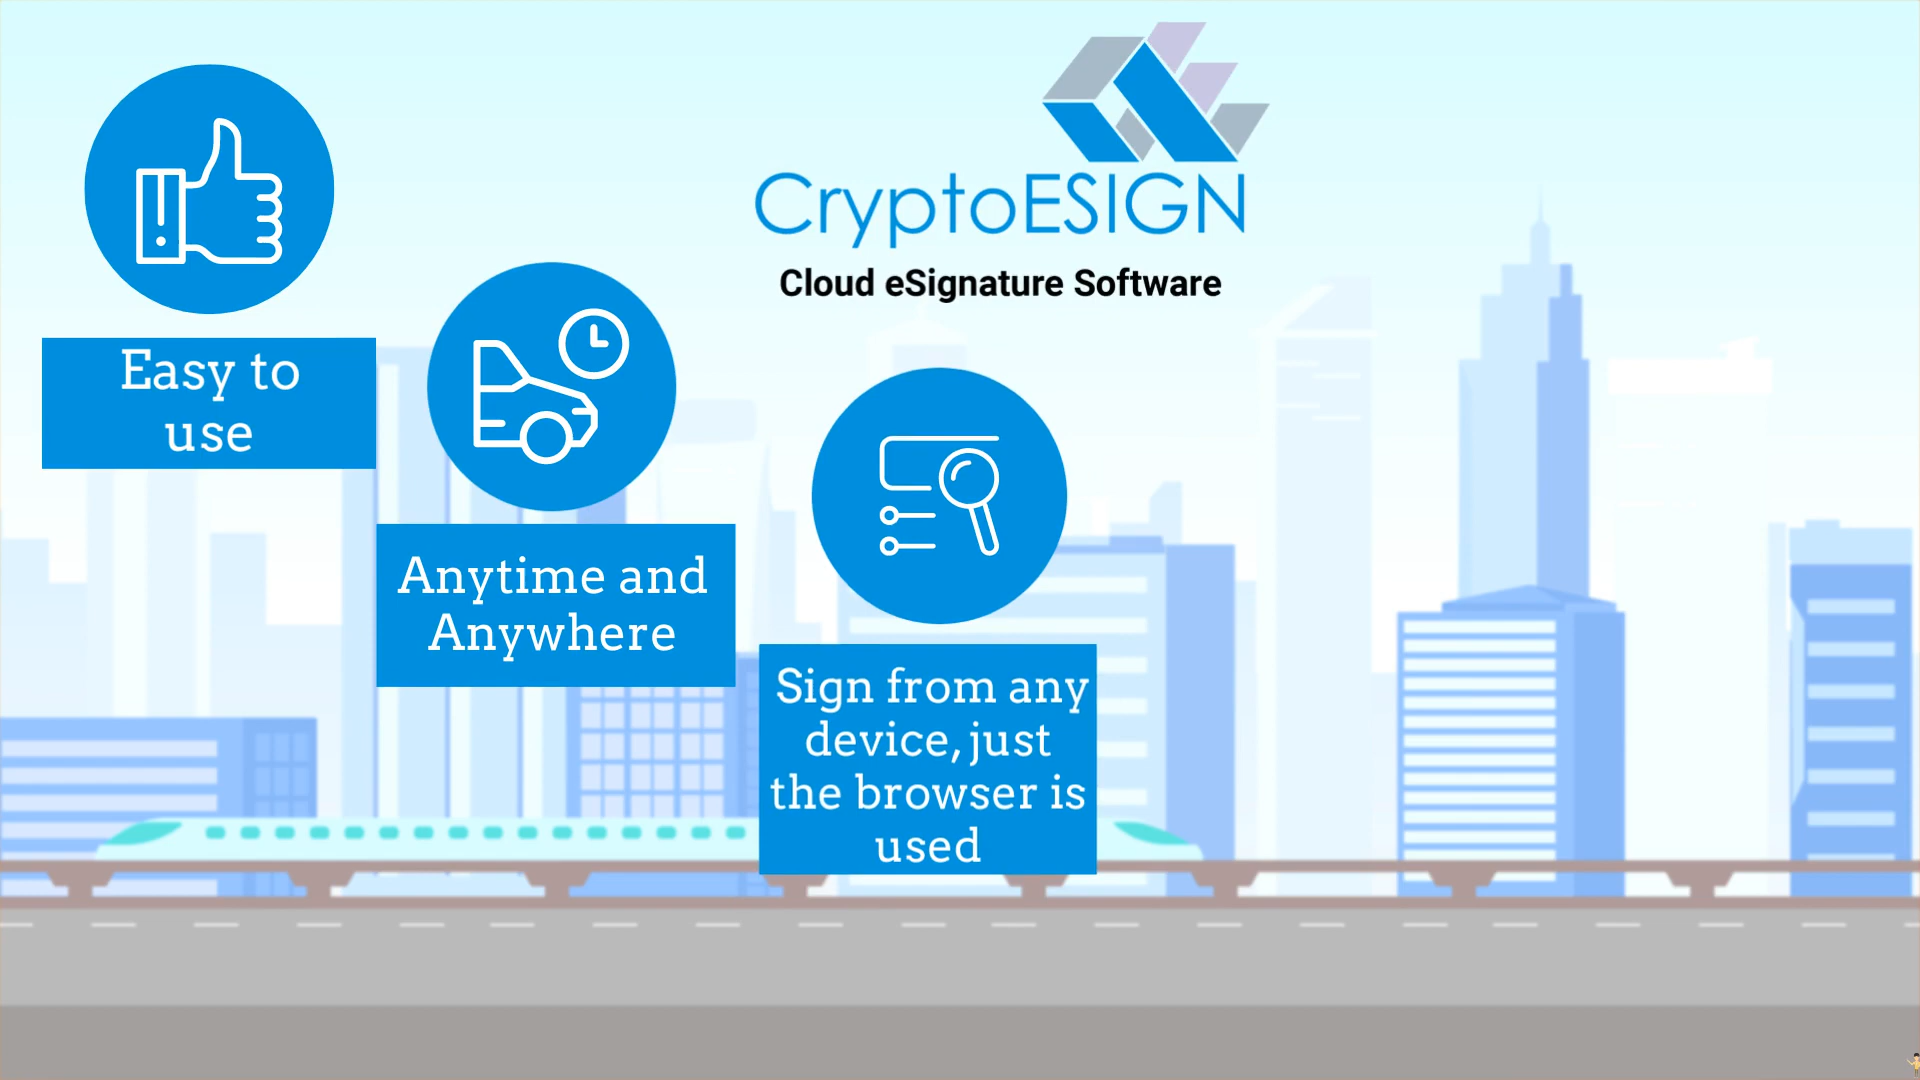 CryptoESIGN
Cloud eSignature Software
Easy to
use
Anytime and
Anywhere
Sign from any
device, just
the browser is
used